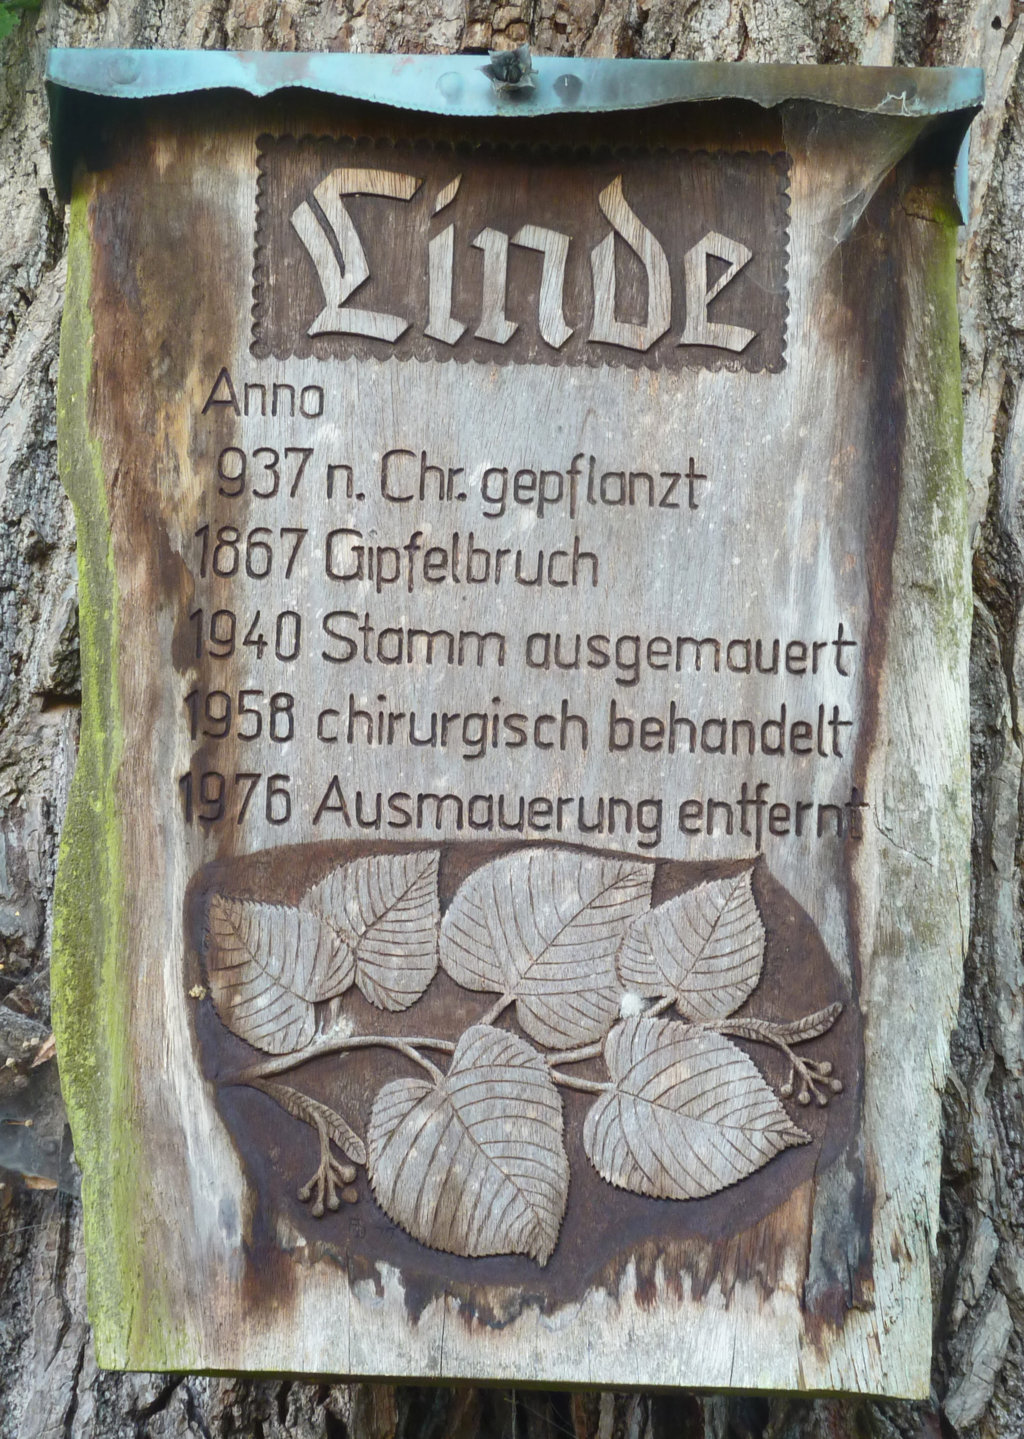 Linde
Anno
937 n. Chr. gepflanzt
1867 Gipfelbruch
1940 Stamm ausgemauert
1958 chirurgisch behandelt
1976 Ausmauerung entfernt